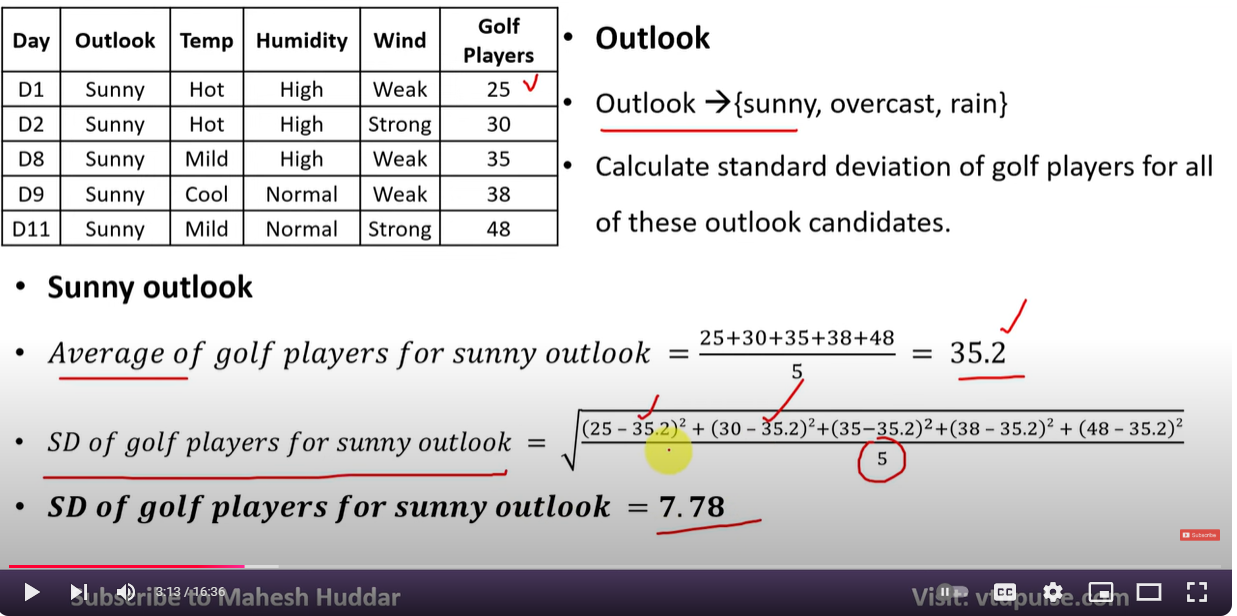 Day Outlook Temp Humidity Wind Golf Players
D1 Sunny Hot High Weak 25
D2 Sunny Hot High Strong 30
D8 Sunny Mild High Weak 35
D9 Sunny Cool Normal Weak 38
D11 Sunny Mild Normal Strong 48
• Outlook
• Outlook →{sunny, overcast, rain}
• Calculate standard deviation of golf players for all
of these outlook candidates.
• Sunny outlook
• Average of golf players for sunny outlook = (25+30+35+38+48)/5 = 35.2
• SD of golf players for sunny outlook = √(((25 – 35.2)² + (30 – 35.2)²+(35−35.2)²+(38 – 35.2)² + (48 – 35.2)²)/5)
• SD of golf players for sunny outlook = 7.78
Subscribe
3:13 / 16:36
CC
Subscribe to Mahesh Huddar
Visit: vtupulse.com